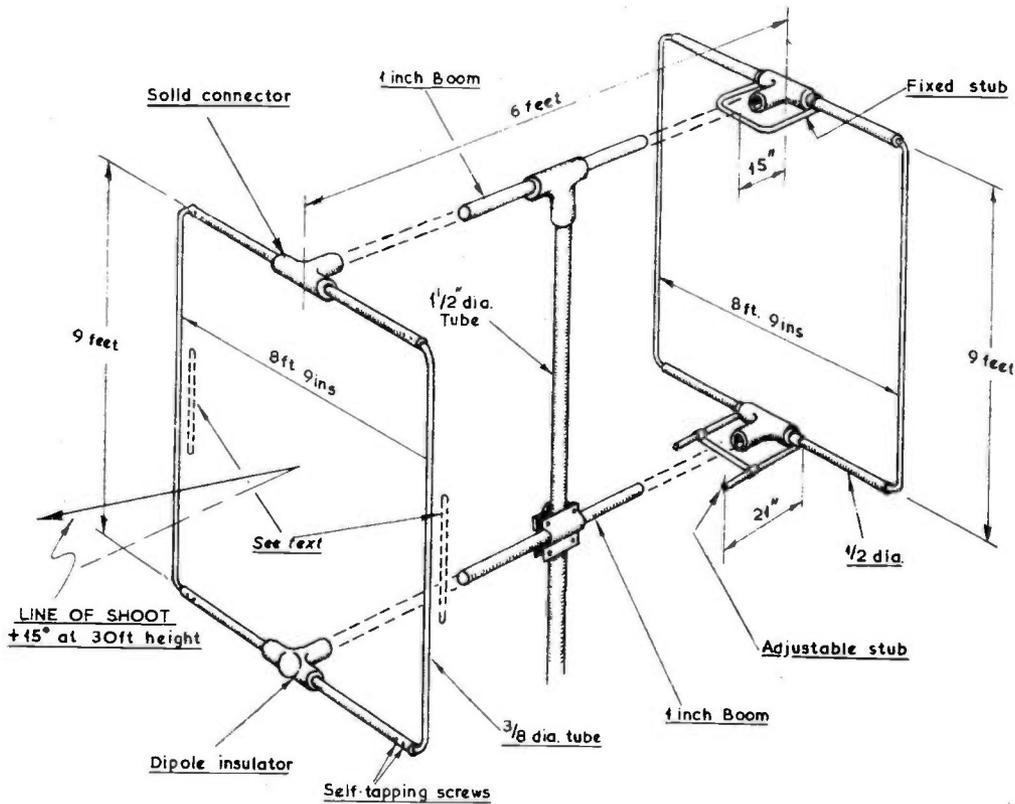 1 inch Boom
6 feet
Solid connector
Fixed stub
15"
1 1/2" dia.
Tube
9 feet
8ft 9ins
8ft. 9ins
9 feet
See text
21"
1/2 dia.
LINE OF SHOOT
+15° at 30ft height
Adjustable stub
1 inch Boom
3/8 dia. tube
Dipole insulator
Self-tapping screws